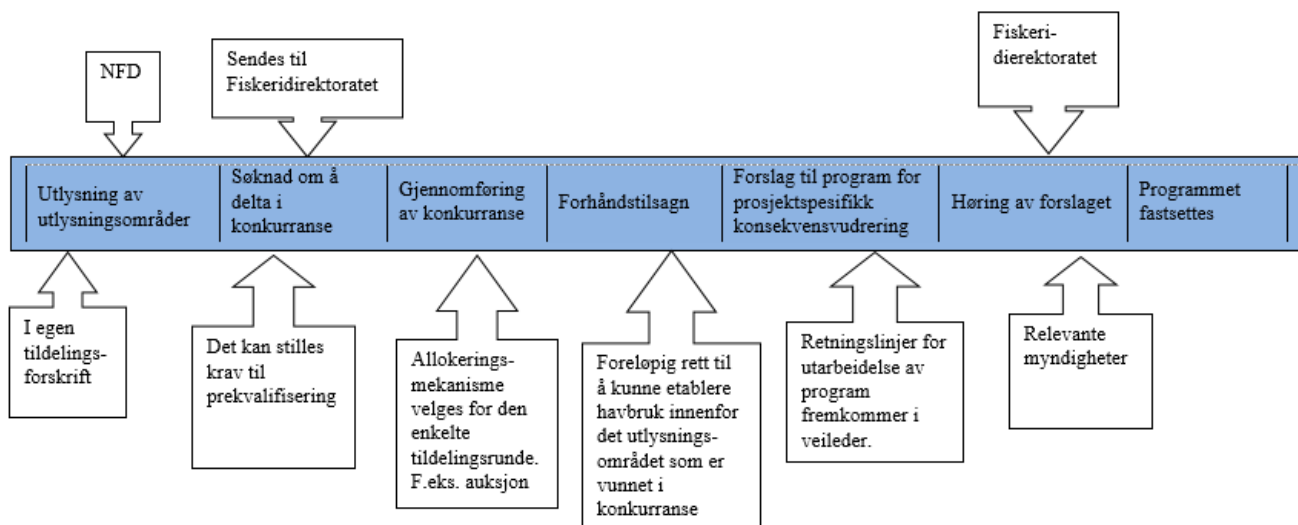 NFD
Sendes til
Fiskeridirektoratet
Fiskeri-
dierektoratet
Utlysning av
utlysningsområder
Søknad om å
delta i
konkurranse
Gjennomføring
av konkurranse
Forhåndstilsagn
Forslag til program for
prosjektspesifikk
konsekvensvudrering
Høring av forslaget
Programmet
fastsettes
I egen
tildelings-
forskrift
Det kan stilles
krav til
prekvalifisering
Allokerings-
mekanisme
velges for den
enkelte
tildelingsrunde.
F.eks. auksjon
Foreløpig rett til
å kunne etablere
havbruk innenfor
det utlysnings-
området som er
vunnet i
konkurranse
Retningslinjer for
utarbeidelse av
program
fremkommer i
veileder.
Relevante
myndigheter